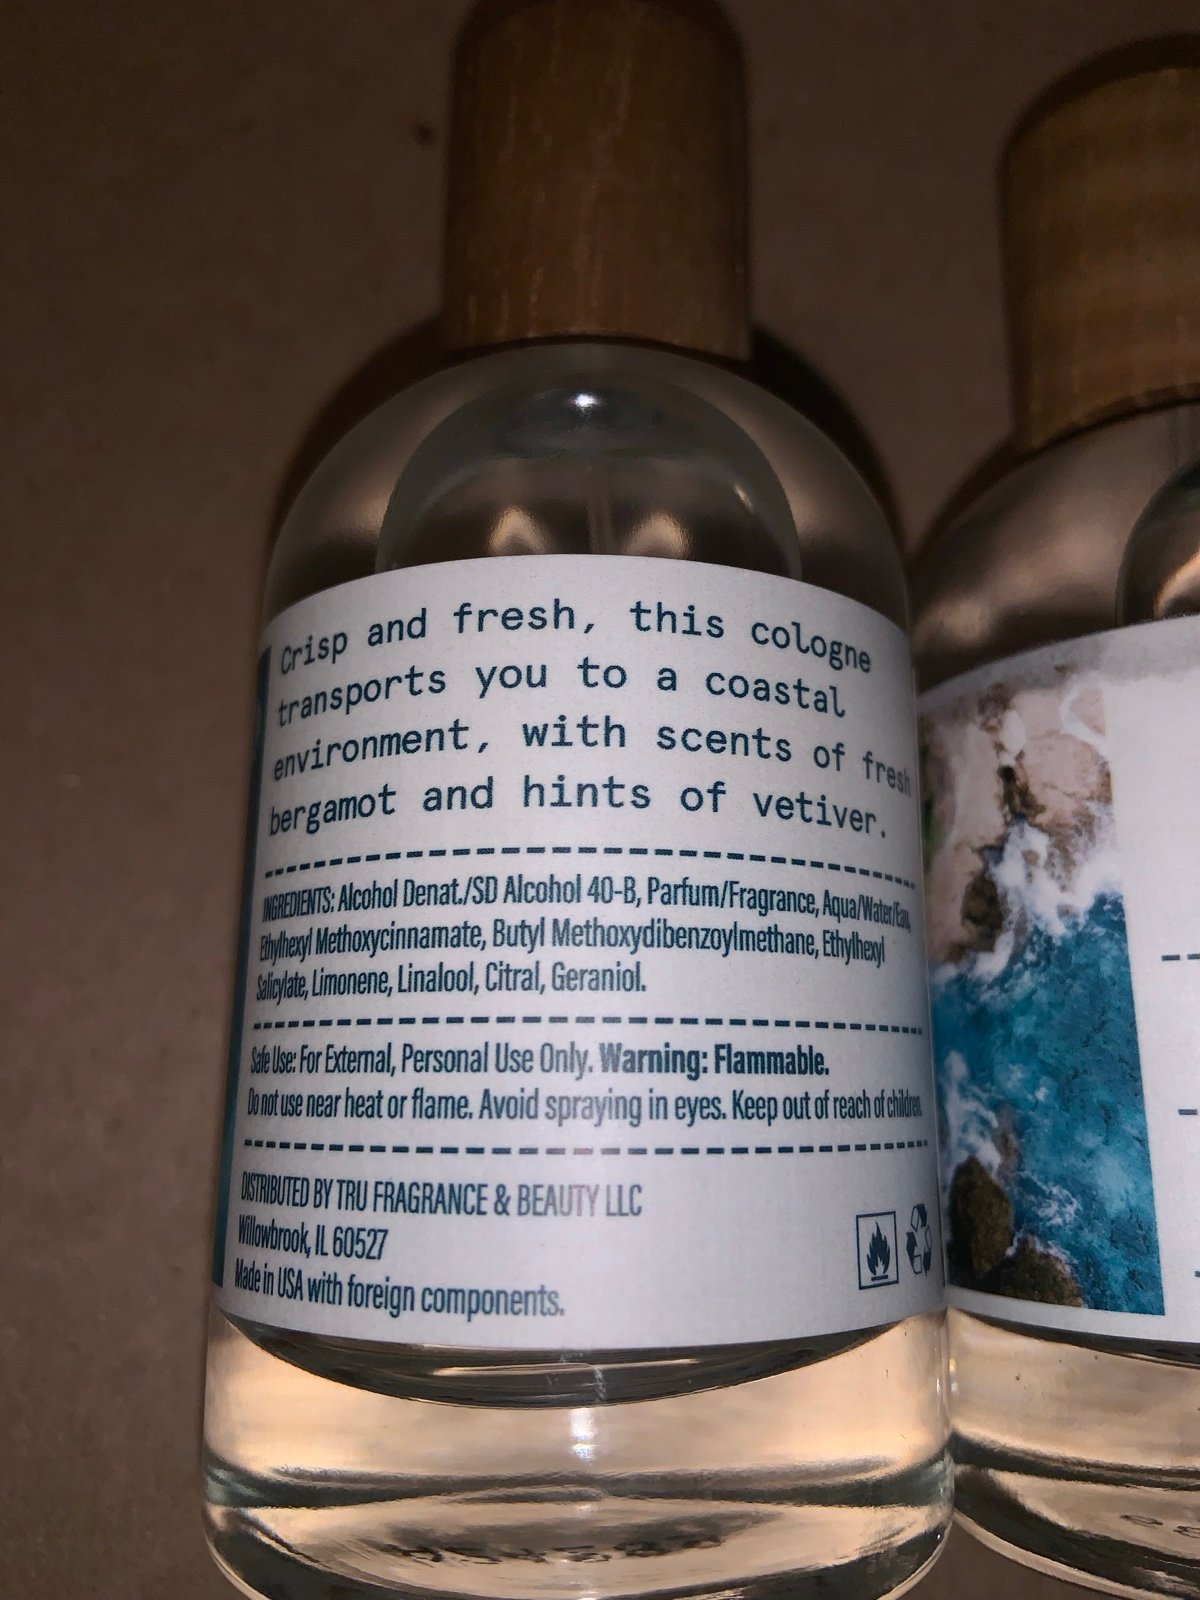 Crisp and fresh, this cologne
transports you to a coastal
environment, with scents of fresh
bergamot and hints of vetiver.
INGREDIENTS: Alcohol Denat./SD Alcohol 40-B, Parfum/Fragrance, Aqua/Water/Eau,
Ethylhexyl Methoxycinnamate, Butyl Methoxydibenzoylmethane, Ethylhexyl
Salicylate, Limonene, Linalool, Citral, Geraniol.
Safe Use: For External, Personal Use Only. Warning: Flammable.
Do not use near heat or flame. Avoid spraying in eyes. Keep out of reach of children.
DISTRIBUTED BY TRU FRAGRANCE & BEAUTY LLC
Willowbrook, IL 60527
Made in USA with foreign components.